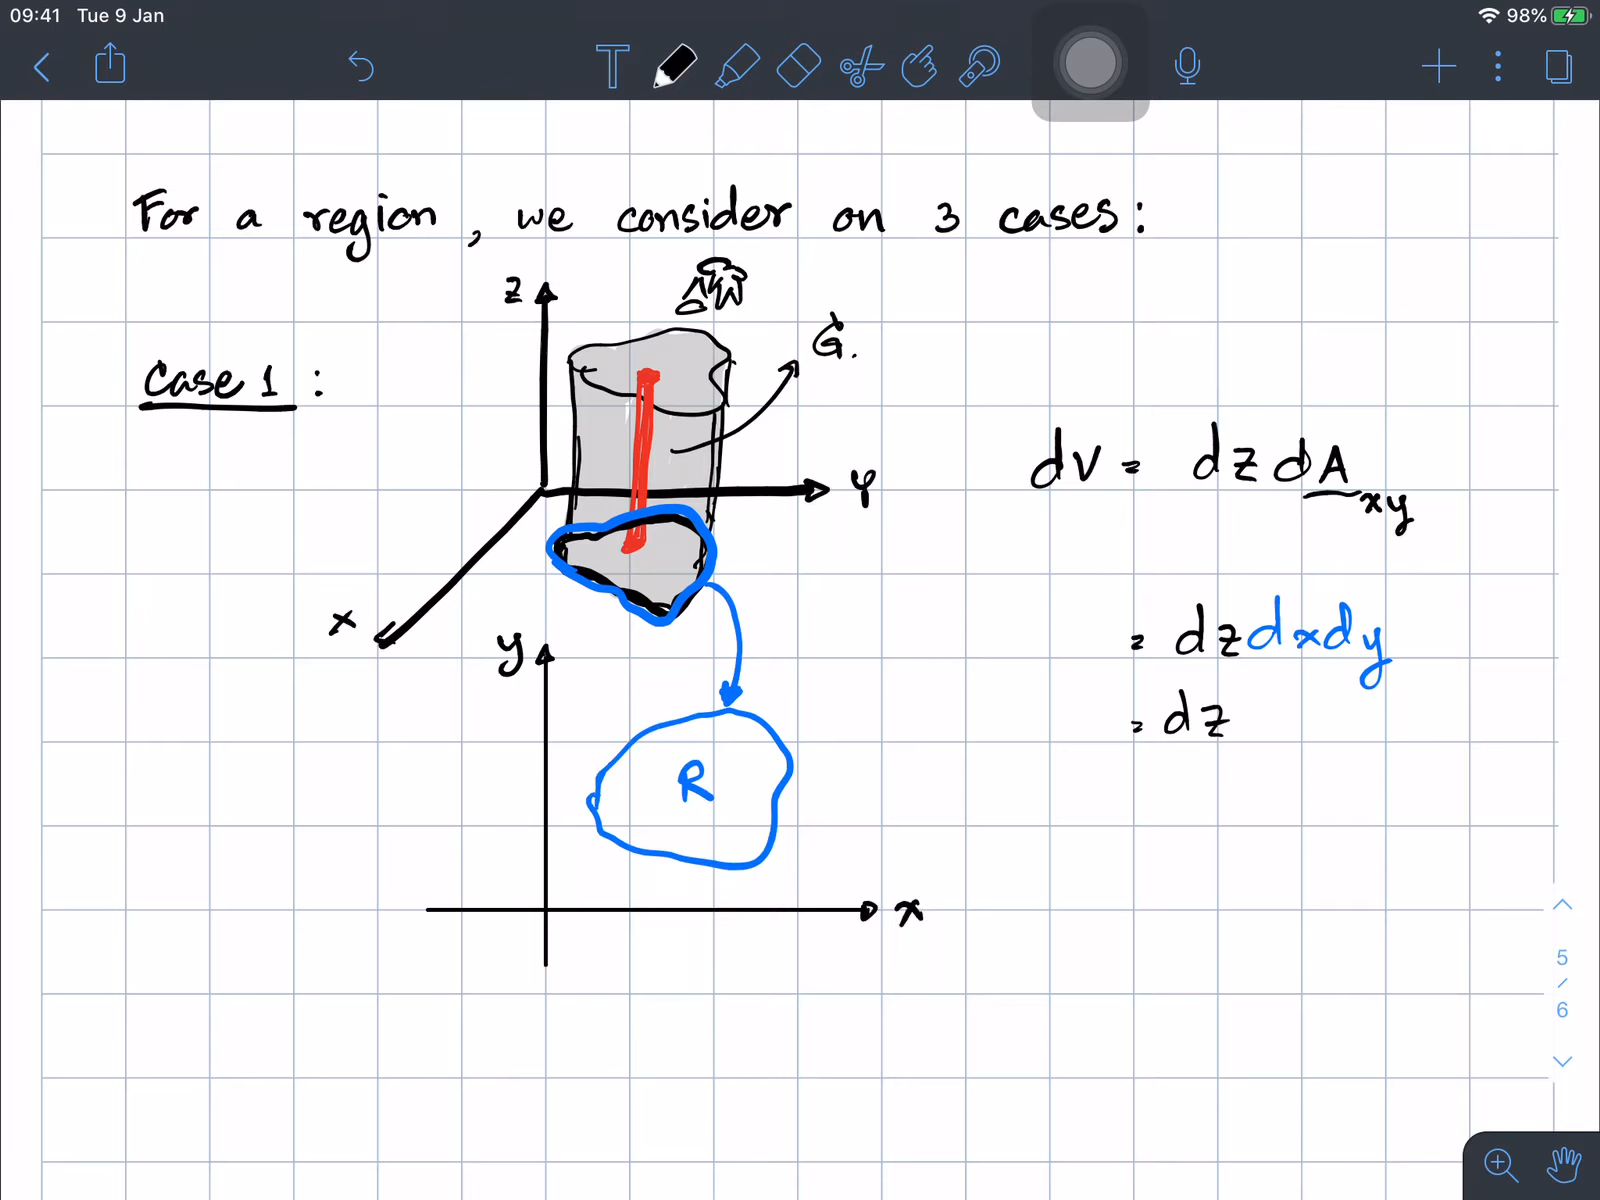 09:41 Tue 9 Jan 98%
T
For a region, we consider on 3 cases:
Z
G.
Case 1 :
dV = dz dA xy
y
x
= dz dx dy
y
= dz
R
x
5
/
6